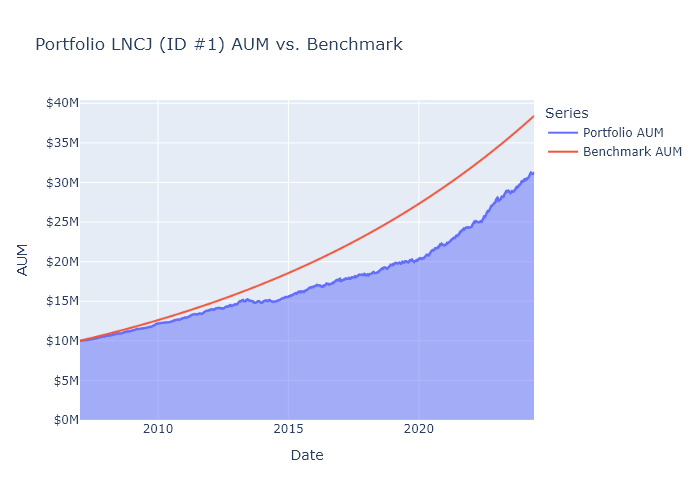 Portfolio LNCJ (ID #1) AUM vs. Benchmark
$40M
$35M
$30M
$25M
$20M
$15M
$10M
$5M
$0M
AUM
2010
2015
2020
Date
Series
Portfolio AUM
Benchmark AUM